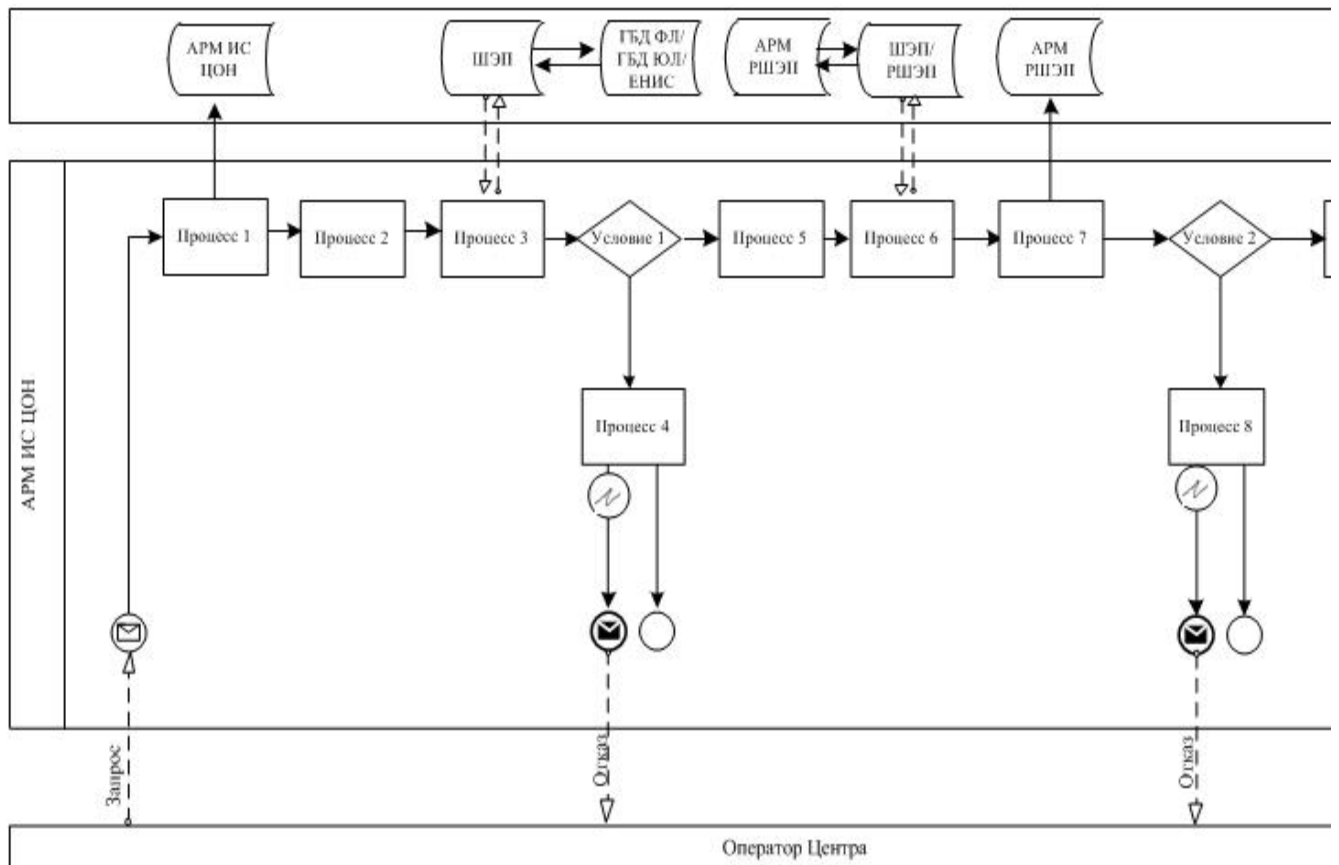 АРМ ИС
ЦОН
ШЭП
ГБД ФЛ/
ГБД ЮЛ/
ЕНИС
АРМ
РШЭП
ШЭП/
РШЭП
АРМ
РШЭП
АРМ ИС ЦОН
Процесс 1
Процесс 2
Процесс 3
Условие 1
Процесс 5
Процесс 6
Процесс 7
Условие 2
Процесс 4
Процесс 8
Запрос
Отказ
Отказ
Оператор Центра